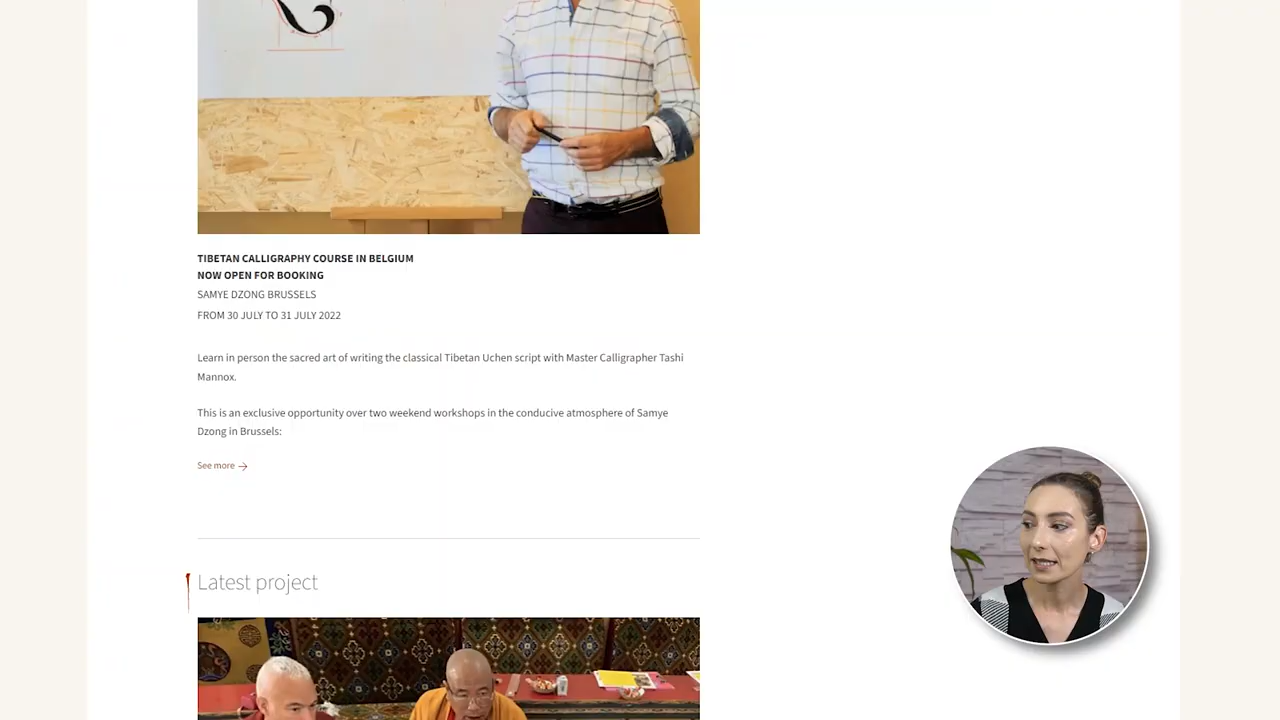 TIBETAN CALLIGRAPHY COURSE IN BELGIUM
NOW OPEN FOR BOOKING
SAMYE DZONG BRUSSELS
FROM 30 JULY TO 31 JULY 2022
Learn in person the sacred art of writing the classical Tibetan Uchen script with Master Calligrapher Tashi
Mannox.
This is an exclusive opportunity over two weekend workshops in the conducive atmosphere of Samye
Dzong in Brussels:
See more →
Latest project